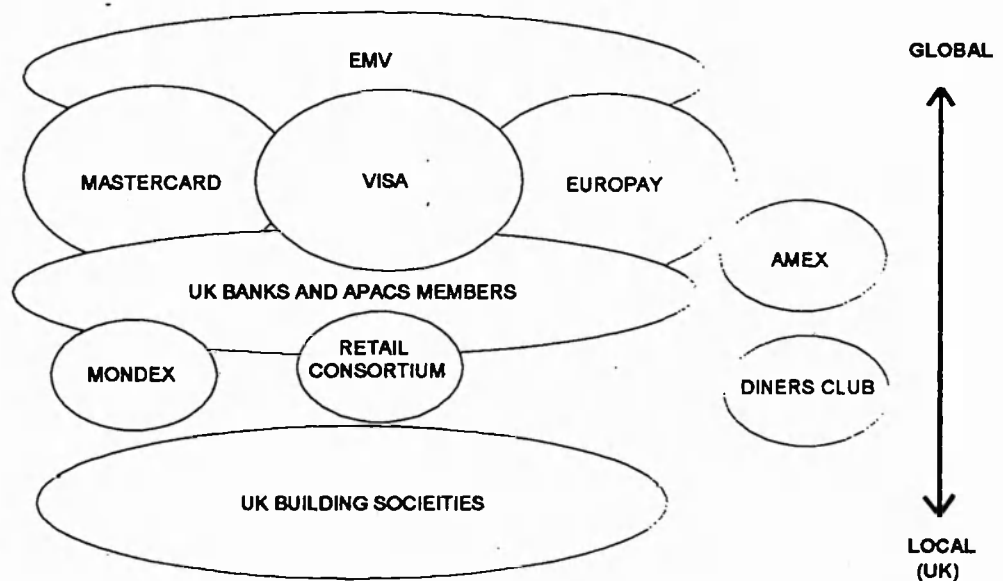 GLOBAL
EMV
MASTERCARD
VISA
EUROPAY
AMEX
UK BANKS AND APACS MEMBERS
RETAIL
CONSORTIUM
MONDEX
DINERS CLUB
UK BUILDING SOCIEITIES
LOCAL
(UK)